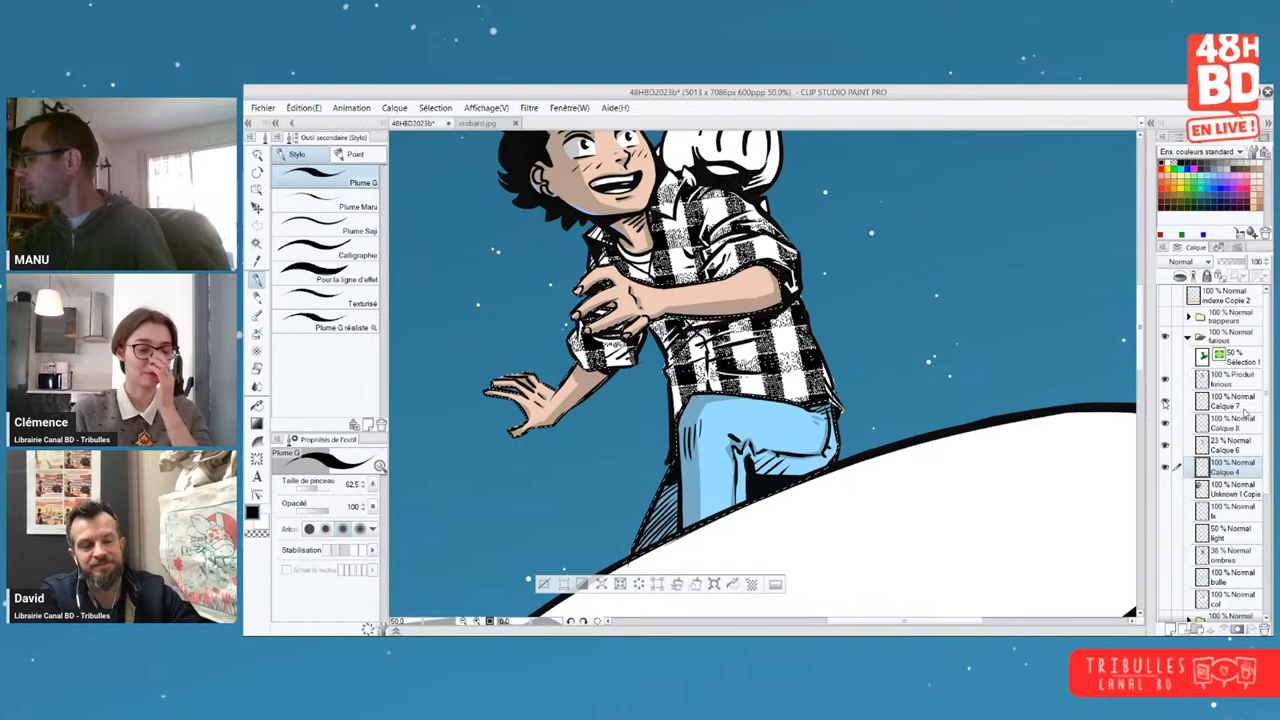 48H
BD
EN LIVE !
48HBD2023b* (5013 x 7086px 600ppp 50.0%) - CLIP STUDIO PAINT PRO
Fichier Édition(E) Animation Calque Sélection Affichage(V) Filtre Fenêtre(W) Aide(H)
48HBD2023b* crobard.jpg
Outil secondaire [Stylo]
Stylo Point
Plume G
Plume Maru
Plume Saji
Calligraphie
Pour la ligne d'effet
Texturisé
Plume G réaliste
Propriétés de l'outil
Plume G
Taille de pinceau 62.5
Opacité 100
Stabilisation
50.0 0.0
Ens. couleurs standard
Calque
Normal 100
100 % Normal
indexe Copie 2
100 % Normal
trappeurs
100 % Normal
furious
50 %
Sélection 1
100 % Produit
furious
100 % Normal
Calque 7
100 % Normal
Calque 8
23 % Normal
Calque 6
100 % Normal
Calque 4
100 % Normal
Unknown-1 Copie
100 % Normal
fx
50 % Normal
light
38 % Normal
ombres
100 % Normal
bulle
100 % Normal
col
100 % Normal
MANU
Clémence
Librairie Canal BD - Tribulles
David
Librairie Canal BD - Tribulles
TRIBULLES
CANAL BD